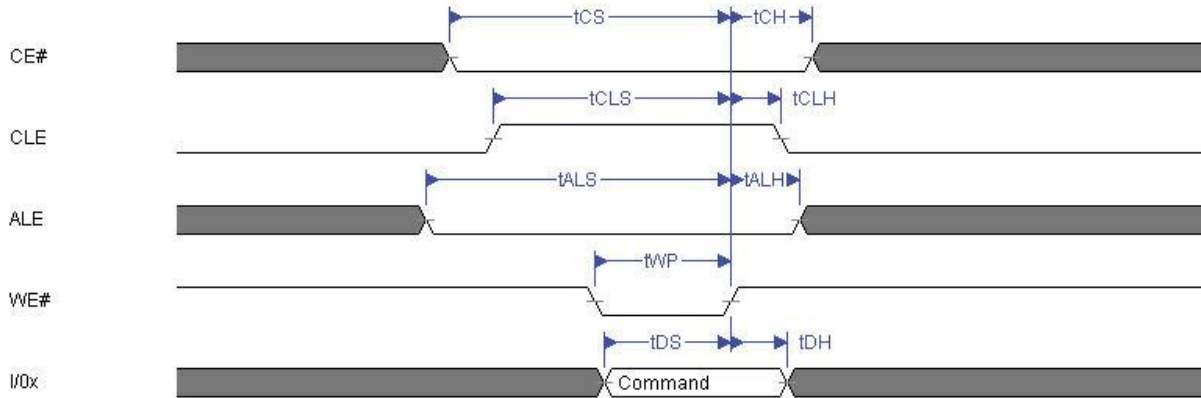 tCS tCH
CE#
tCLS tCLH
CLE
tALS tALH
ALE
tWP
WE#
tDS tDH
I/0x Command